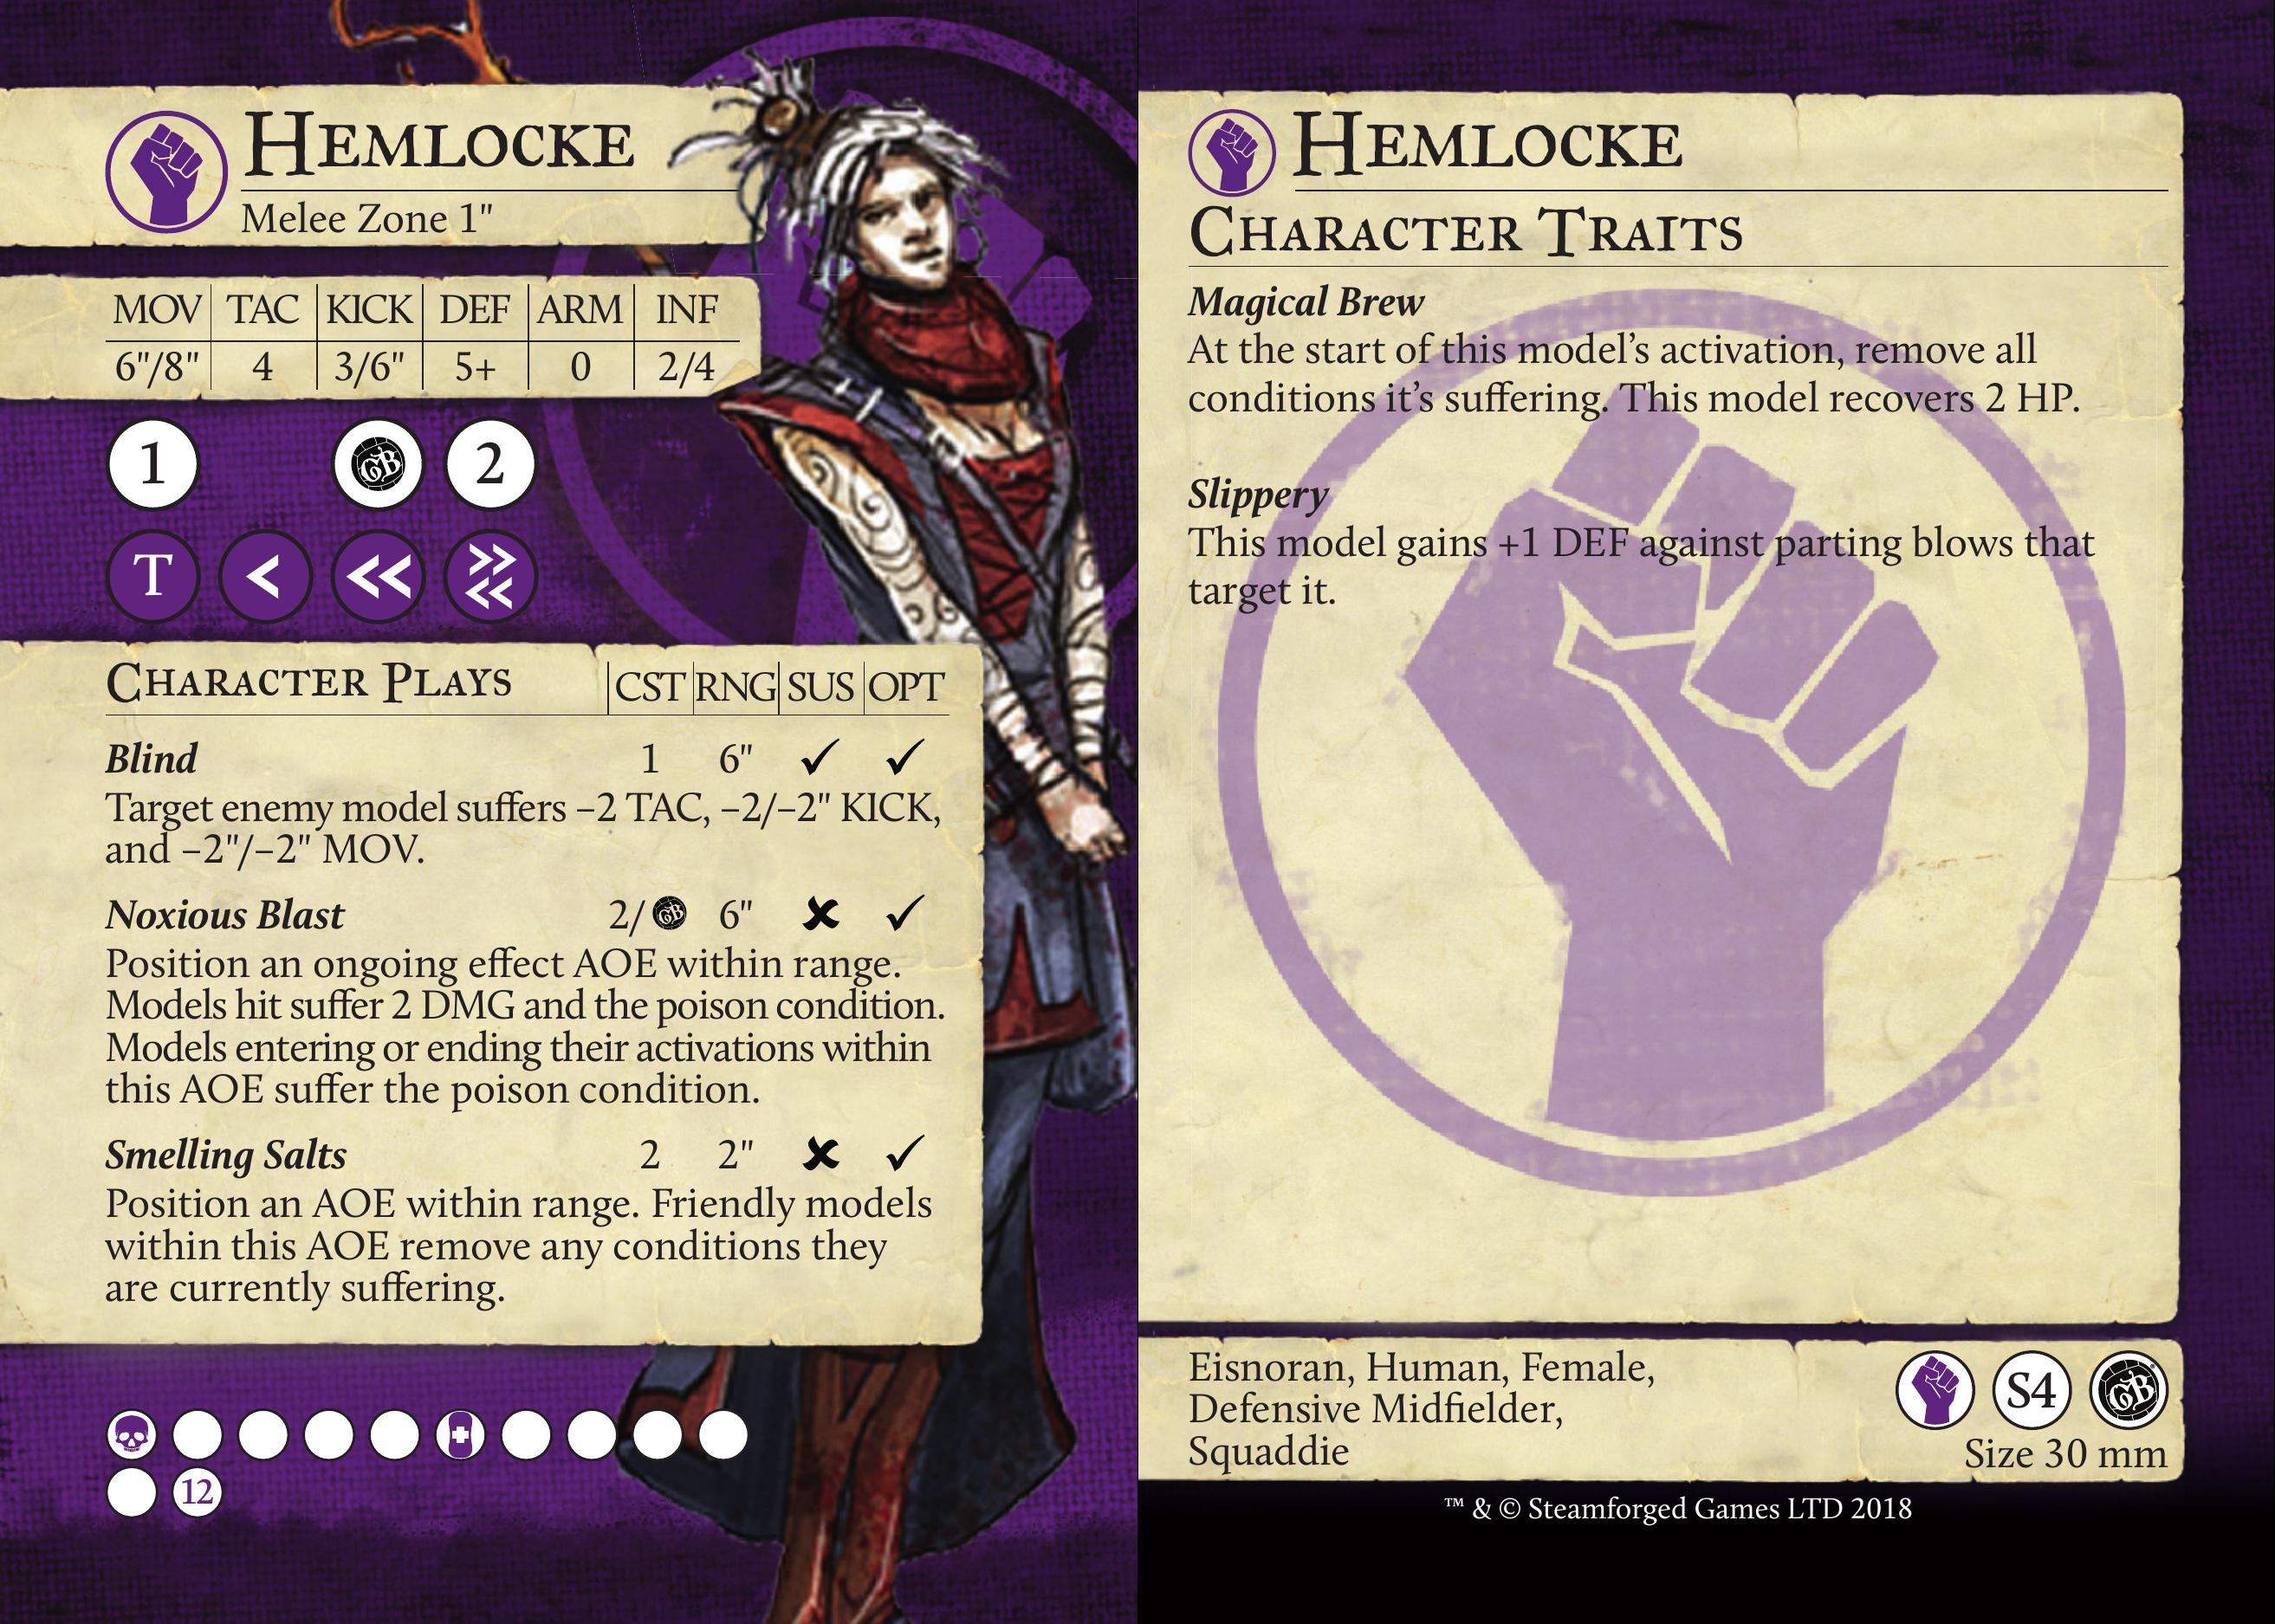 HEMLOCKE
Melee Zone 1"
MOV TAC KICK DEF ARM INF
6"/8" 4 3/6" 5+ 0 2/4
1 GB 2
T < << >> <<
CHARACTER PLAYS CST RNG SUS OPT
Blind 1 6" ✓ ✓
Target enemy model suffers –2 TAC, –2/–2" KICK,
and –2"/–2" MOV.
Noxious Blast 2/GB 6" ✘ ✓
Position an ongoing effect AOE within range.
Models hit suffer 2 DMG and the poison condition.
Models entering or ending their activations within
this AOE suffer the poison condition.
Smelling Salts 2 2" ✘ ✓
Position an AOE within range. Friendly models
within this AOE remove any conditions they
are currently suffering.
12
HEMLOCKE
CHARACTER TRAITS
Magical Brew
At the start of this model's activation, remove all
conditions it's suffering. This model recovers 2 HP.
Slippery
This model gains +1 DEF against parting blows that
target it.
Eisnoran, Human, Female,
Defensive Midfielder,
Squaddie
S4 GB
Size 30 mm
™ & © Steamforged Games LTD 2018